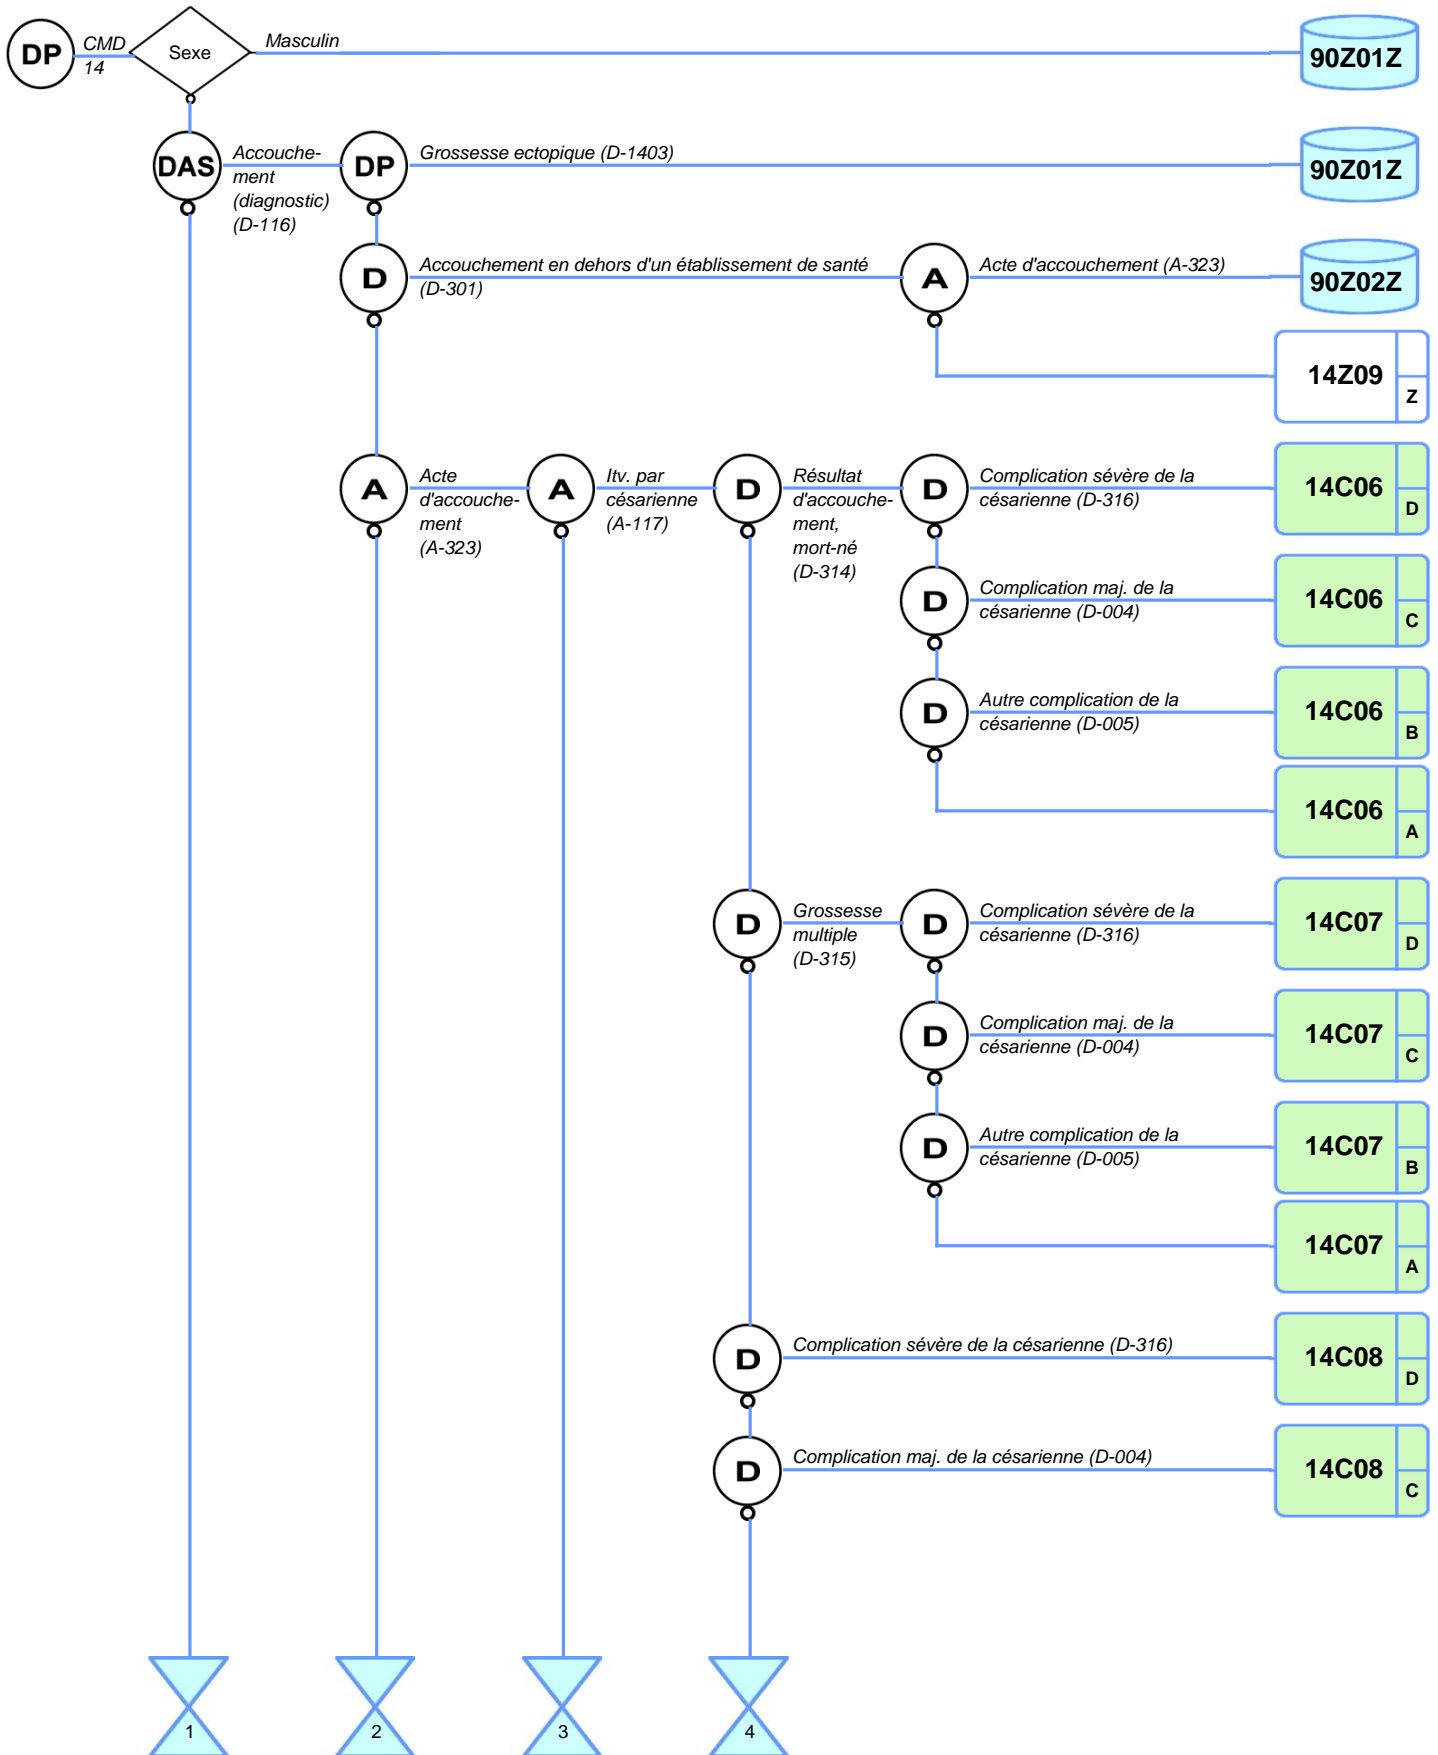 DP
CMD
14
Sexe
Masculin
90Z01Z
DAS
Accouche-
ment
(diagnostic)
(D-116)
DP
Grossesse ectopique (D-1403)
90Z01Z
D
Accouchement en dehors d'un établissement de santé
(D-301)
A
Acte d'accouchement (A-323)
90Z02Z
14Z09
Z
A
Acte
d'accouche-
ment
(A-323)
A
Itv. par
césarienne
(A-117)
D
Résultat
d'accouche-
ment,
mort-né
(D-314)
D
Complication sévère de la
césarienne (D-316)
14C06
D
D
Complication maj. de la
césarienne (D-004)
14C06
C
D
Autre complication de la
césarienne (D-005)
14C06
B
14C06
A
D
Grossesse
multiple
(D-315)
D
Complication sévère de la
césarienne (D-316)
14C07
D
D
Complication maj. de la
césarienne (D-004)
14C07
C
D
Autre complication de la
césarienne (D-005)
14C07
B
14C07
A
D
Complication sévère de la césarienne (D-316)
14C08
D
D
Complication maj. de la césarienne (D-004)
14C08
C
1
2
3
4